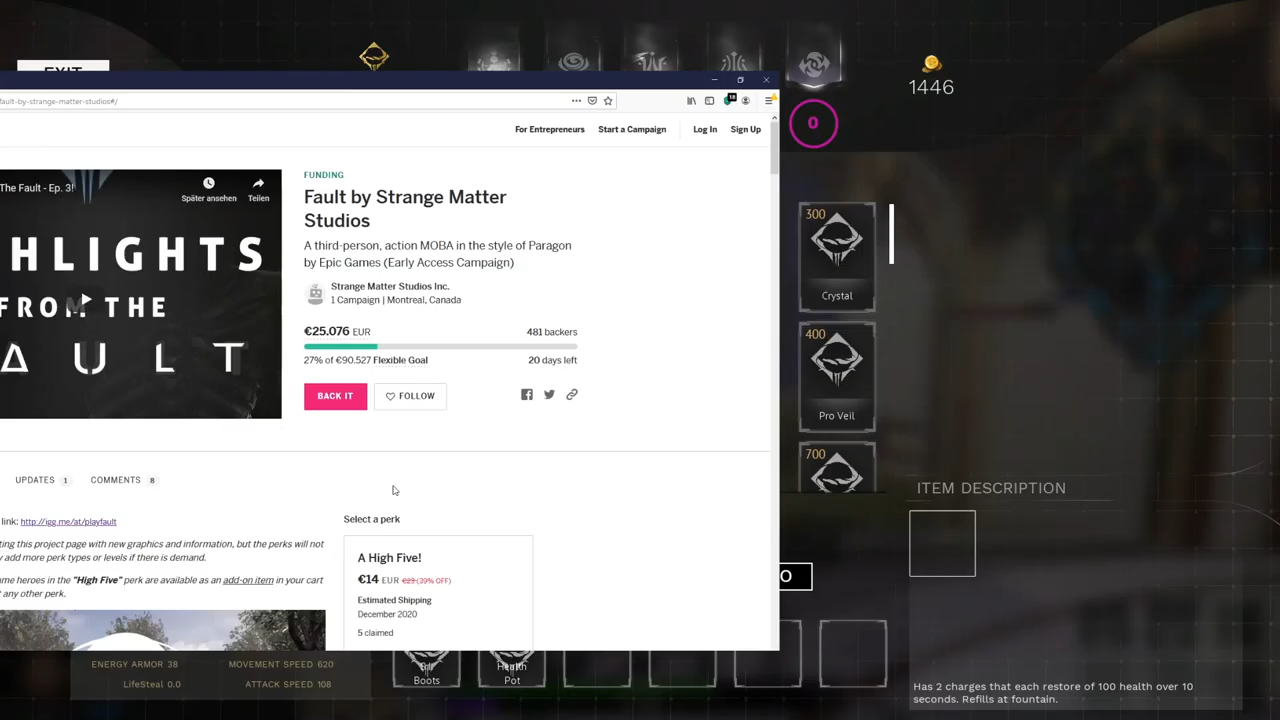 EXIT
1446
fault-by-strange-matter-studios#/
18
For Entrepreneurs
Start a Campaign
Log In
Sign Up
0
The Fault - Ep. 3!
Später ansehen
Teilen
HLIGHTS
FROM THE
AULT
FUNDING
Fault by Strange Matter
Studios
A third-person, action MOBA in the style of Paragon
by Epic Games (Early Access Campaign)
Strange Matter Studios Inc.
1 Campaign | Montreal, Canada
€25.076 EUR
481 backers
27% of €90.527 Flexible Goal
20 days left
BACK IT
FOLLOW
300
Crystal
400
Pro Veil
700
UPDATES 1
COMMENTS 8
link: http://igg.me/at/playfault
ting this project page with new graphics and information, but the perks will not
y add more perk types or levels if there is demand.
ame heroes in the "High Five" perk are available as an add-on item in your cart
t any other perk.
Select a perk
A High Five!
€14 EUR €23 (39% OFF)
Estimated Shipping
December 2020
5 claimed
ITEM DESCRIPTION
O
ENERGY ARMOR 38
MOVEMENT SPEED 620
LifeSteal 0.0
ATTACK SPEED 108
Boots
Health
Pot
Has 2 charges that each restore of 100 health over 10
seconds. Refills at fountain.